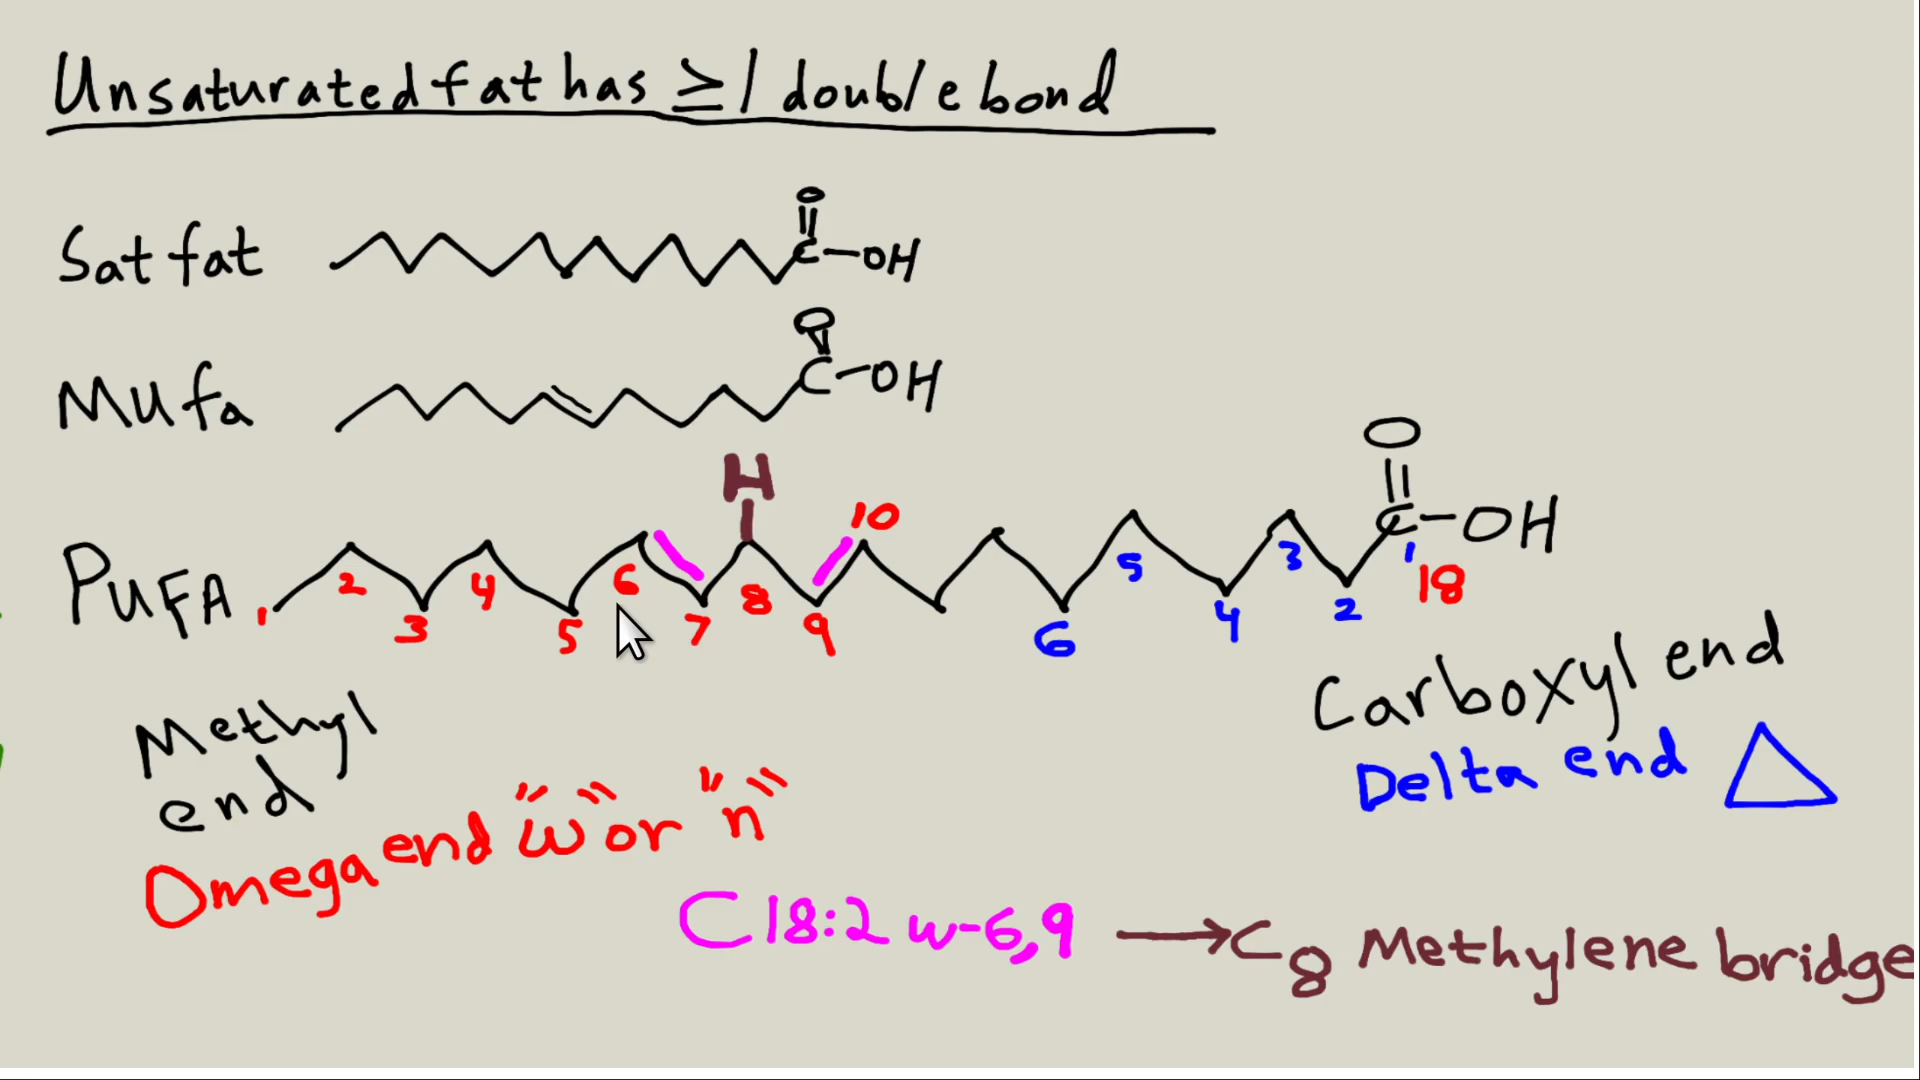 Unsaturated fat has ≥1 double bond
Sat fat
O
C-OH
Mufa
O
C-OH
PUFA
H
O
C-OH
1 2 3 4 5 6 7 8 9 10 6 5 4 3 2 1 18
Methyl end
Carboxyl end
Omega end "ω" or "n"
Delta end △
C18:2 ω-6,9 → C8 Methylene bridge